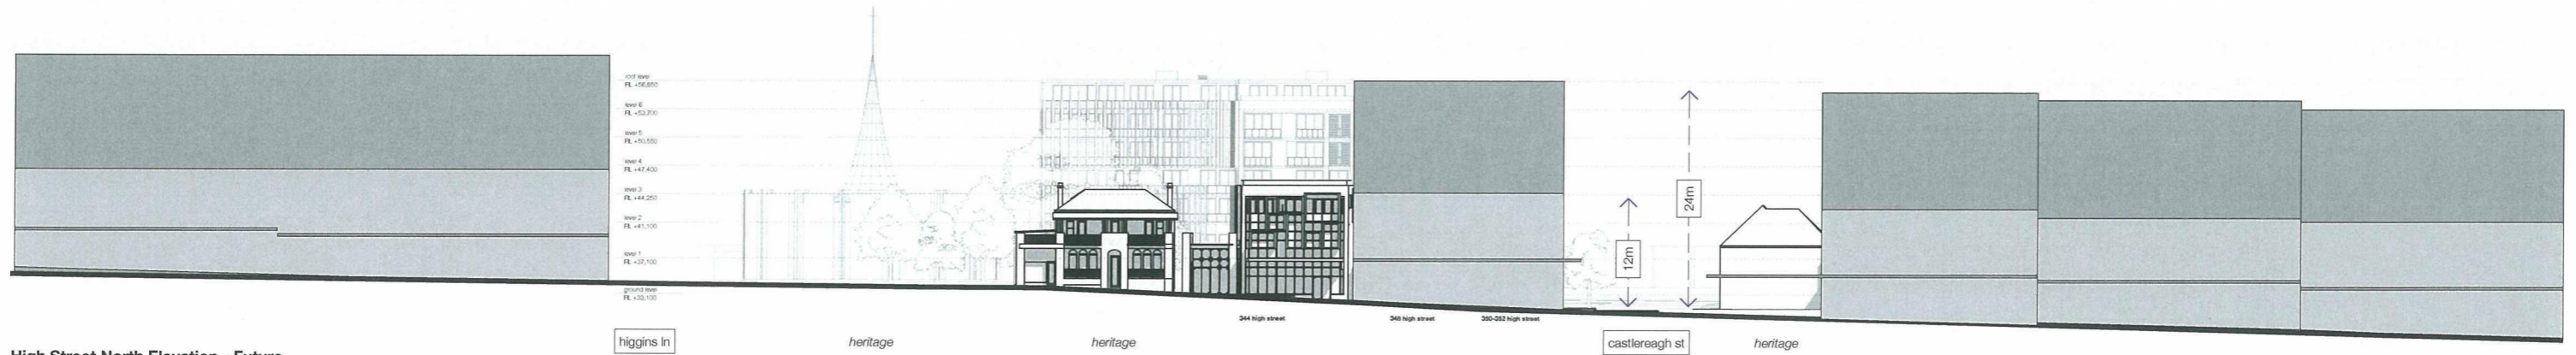 roof level
RL +56,850
level 6
RL +53,700
level 5
RL +50,550
level 4
RL +47,400
level 3
RL +44,250
level 2
RL +41,100
level 1
RL +37,100
ground level
RL +33,100
24m
12m
344 high street
346 high street
350-352 high street
higgins ln
heritage
heritage
castlereagh st
heritage
High Street North Elevation - Future